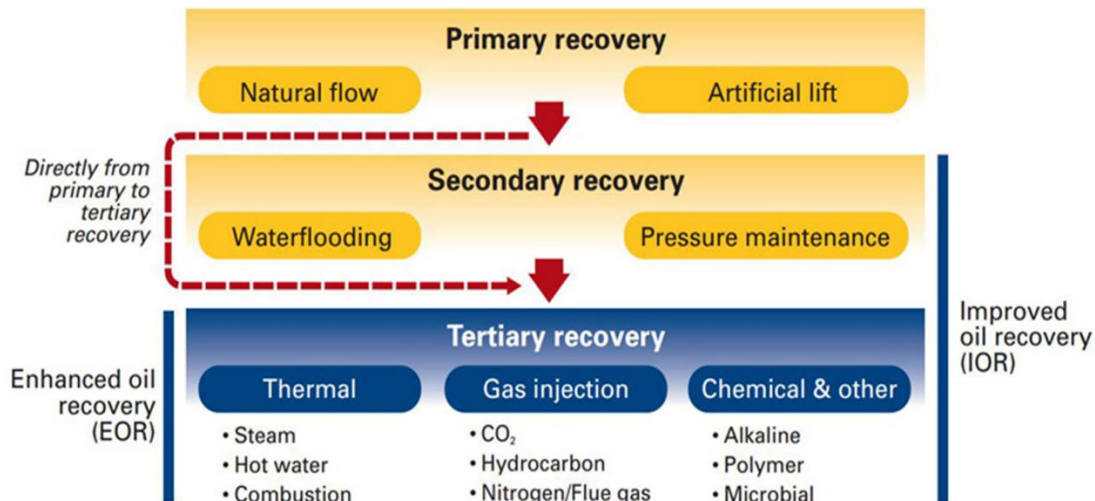 Primary recovery
Natural flow
Artificial lift
Directly from
primary to
tertiary
recovery
Secondary recovery
Waterflooding
Pressure maintenance
Improved
oil recovery
(IOR)
Tertiary recovery
Enhanced oil
recovery
(EOR)
Thermal
• Steam
• Hot water
• Combustion
Gas injection
• CO₂
• Hydrocarbon
• Nitrogen/Flue gas
Chemical & other
• Alkaline
• Polymer
• Microbial